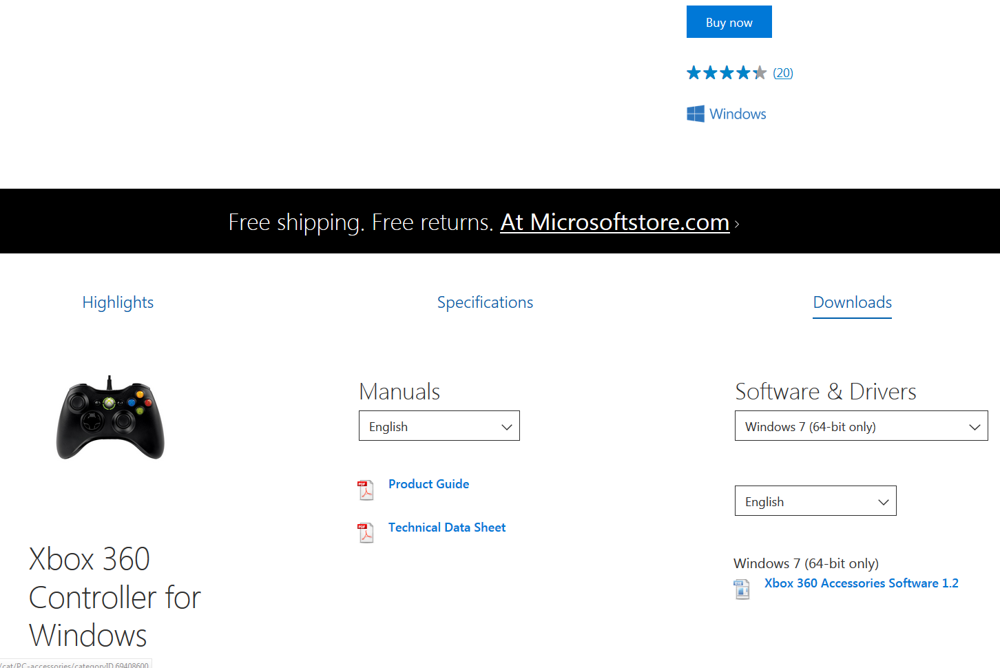 Buy now
(20)
Windows
Free shipping. Free returns. At Microsoftstore.com ›
Highlights
Specifications
Downloads
Manuals
English
Product Guide
Technical Data Sheet
Software & Drivers
Windows 7 (64-bit only)
English
Windows 7 (64-bit only)
Xbox 360 Accessories Software 1.2
Xbox 360
Controller for
Windows
/cat/PC-accessories/categoryID.69408600